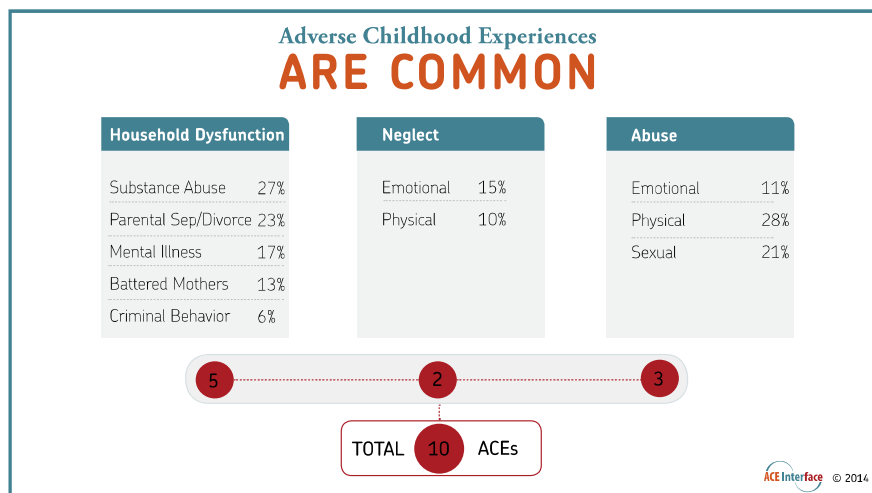 Adverse Childhood Experiences
ARE COMMON
Household Dysfunction
Substance Abuse 27%
Parental Sep/Divorce 23%
Mental Illness 17%
Battered Mothers 13%
Criminal Behavior 6%
Neglect
Emotional 15%
Physical 10%
Abuse
Emotional 11%
Physical 28%
Sexual 21%
5 2 3
TOTAL 10 ACEs
ACE Interface © 2014